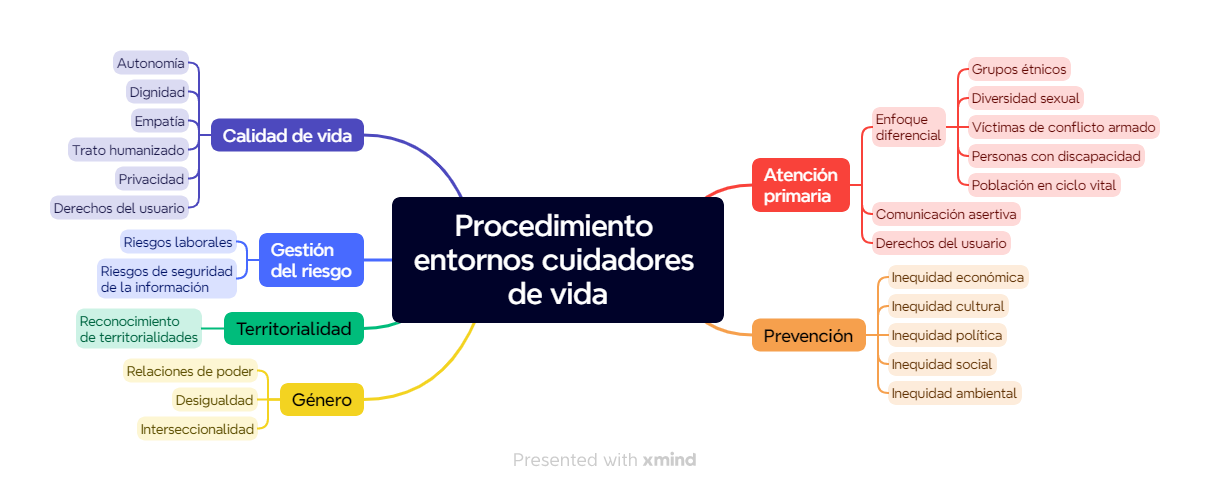 Procedimiento
entornos cuidadores
de vida
Calidad de vida
Autonomía
Dignidad
Empatía
Trato humanizado
Privacidad
Derechos del usuario
Gestión
del riesgo
Riesgos laborales
Riesgos de seguridad
de la información
Territorialidad
Reconocimiento
de territorialidades
Género
Relaciones de poder
Desigualdad
Interseccionalidad
Atención
primaria
Enfoque
diferencial
Grupos étnicos
Diversidad sexual
Víctimas de conflicto armado
Personas con discapacidad
Población en ciclo vital
Comunicación asertiva
Derechos del usuario
Prevención
Inequidad económica
Inequidad cultural
Inequidad política
Inequidad social
Inequidad ambiental
Presented with xmind